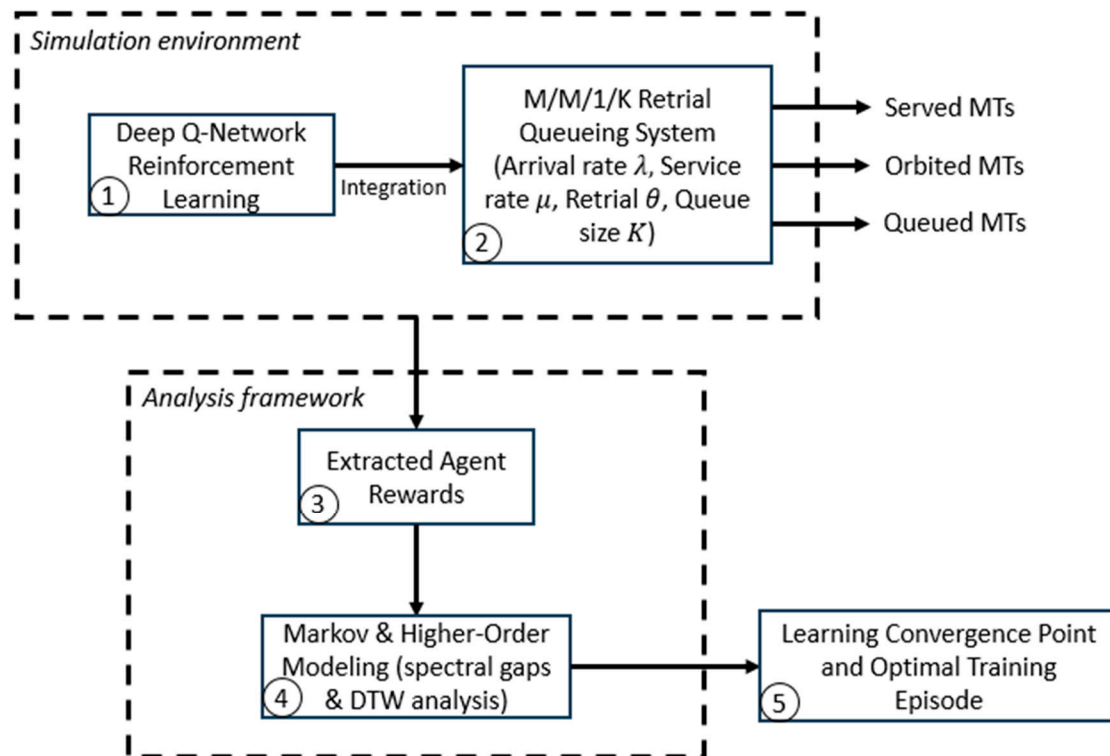 Simulation environment
Deep Q-Network
Reinforcement
Learning
1
Integration
M/M/1/K Retrial
Queueing System
(Arrival rate λ, Service
rate μ, Retrial θ, Queue
size K)
2
Served MTs
Orbited MTs
Queued MTs
Analysis framework
Extracted Agent
Rewards
3
Markov & Higher-Order
Modeling (spectral gaps
& DTW analysis)
4
Learning Convergence Point
and Optimal Training
Episode
5